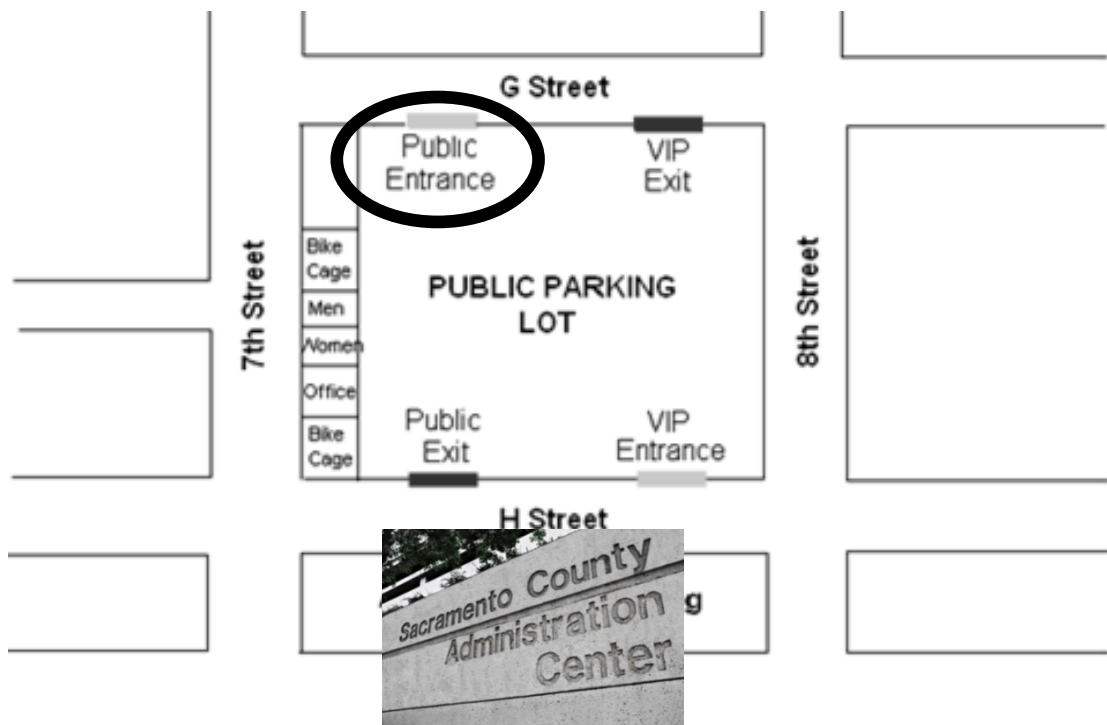 G Street
Public
Entrance
VIP
Exit
7th Street
Bike
Cage
Men
Women
Office
Bike
Cage
PUBLIC PARKING
LOT
8th Street
Public
Exit
VIP
Entrance
H Street
Sacramento County
Administration
Center